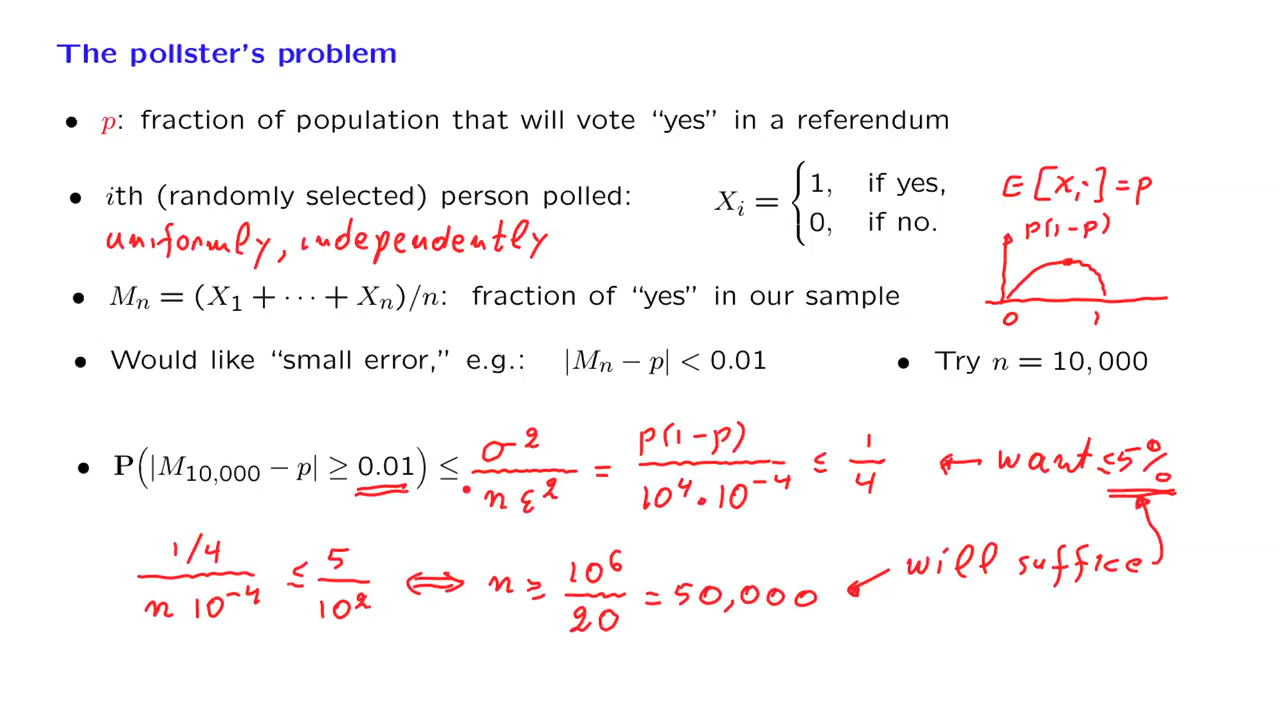 The pollster's problem
• p: fraction of population that will vote “yes” in a referendum
• ith (randomly selected) person polled: X_i = { 1, if yes, 0, if no. E[X_i] = p
uniformly, independently
p(1-p)
0 1
• M_n = (X_1 + ··· + X_n)/n: fraction of “yes” in our sample
• Would like “small error,” e.g.: |M_n − p| < 0.01 • Try n = 10,000
• P(|M_10,000 − p| ≥ 0.01) ≤ σ²/(n ε²) = p(1-p)/(10⁴·10⁻⁴) ≤ 1/4 ← want ≤5%
(1/4)/(n 10⁻⁴) ≤ 5/10² ⟺ n ≥ 10⁶/20 = 50,000 ← will suffice